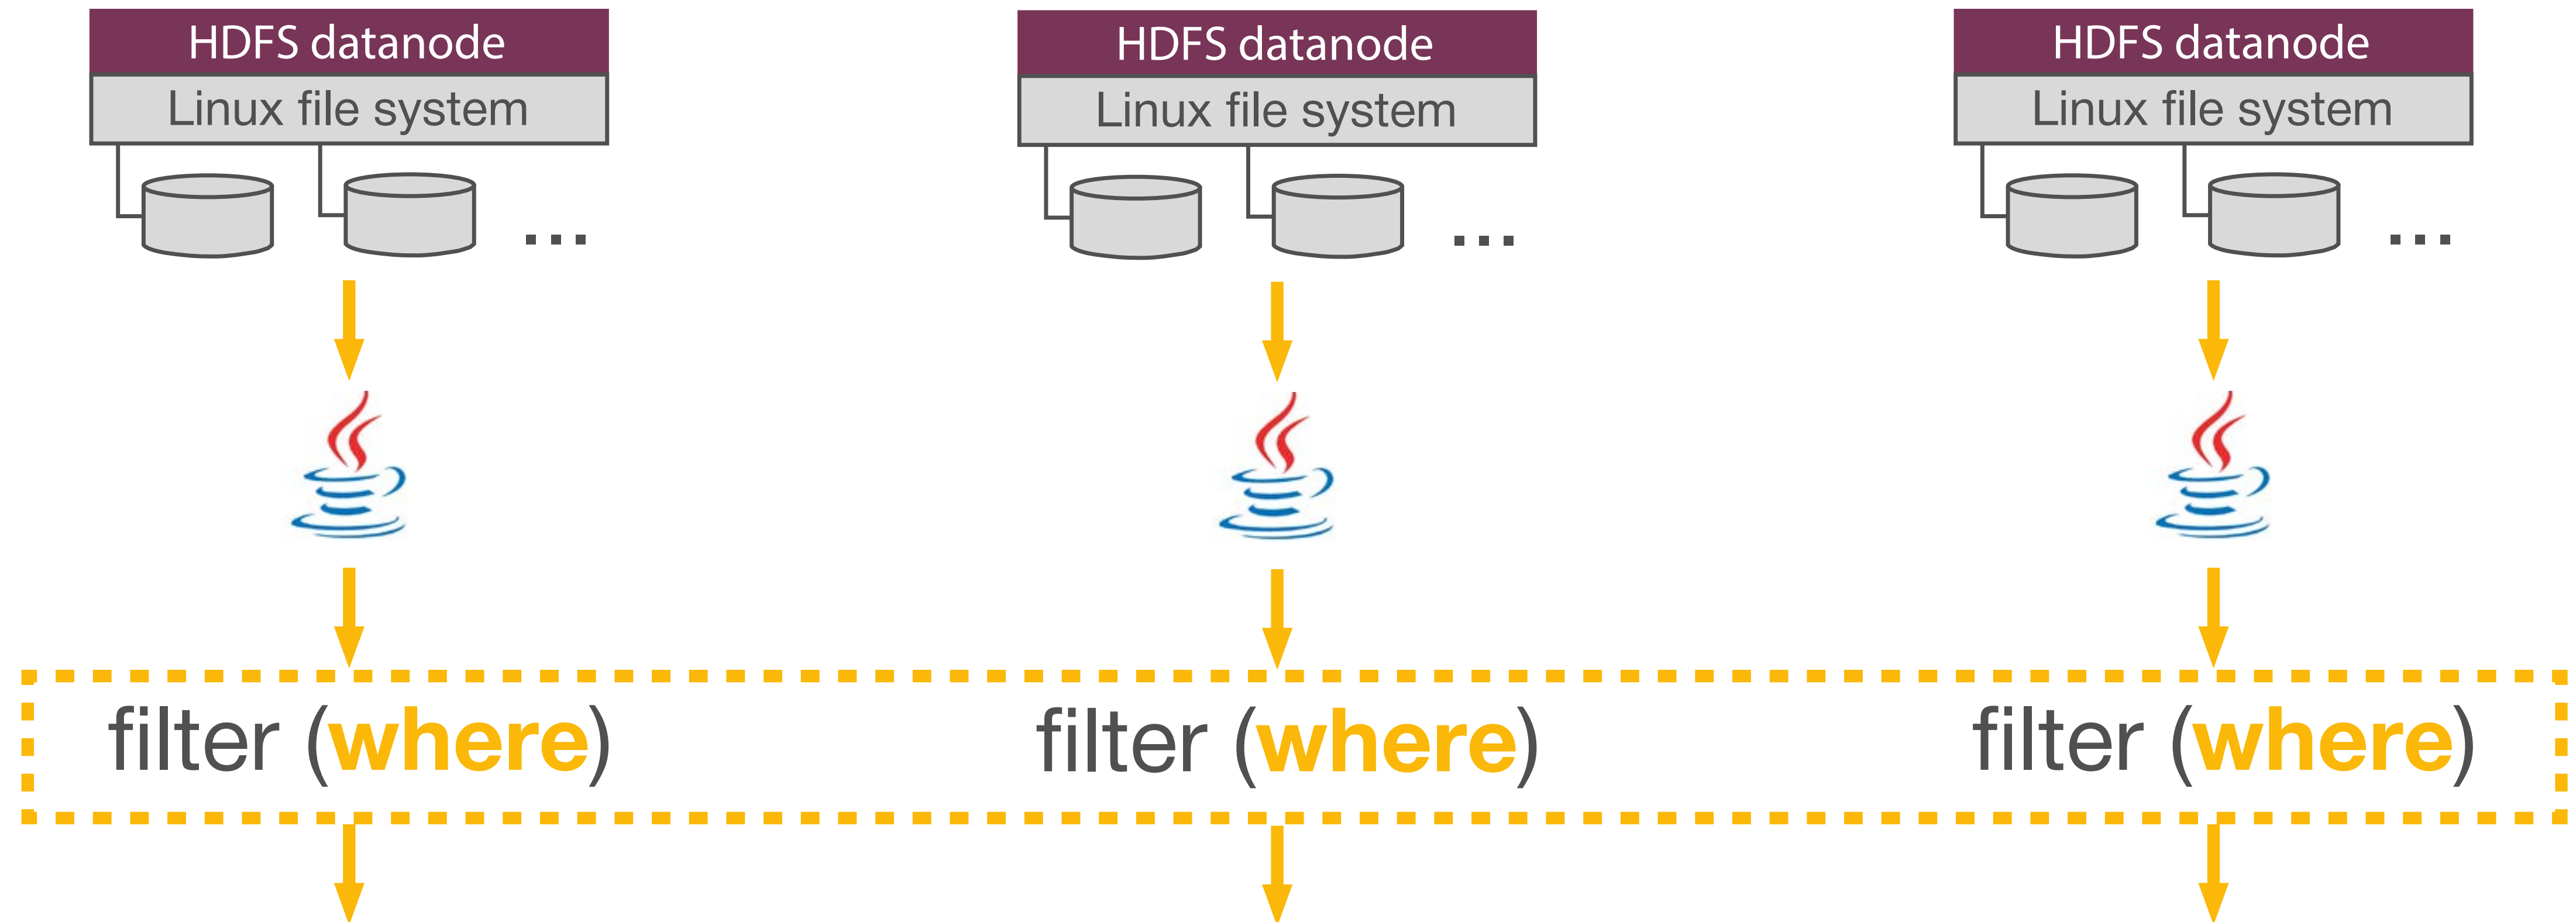 HDFS datanode
Linux file system
...
HDFS datanode
Linux file system
...
HDFS datanode
Linux file system
...
filter (where)
filter (where)
filter (where)